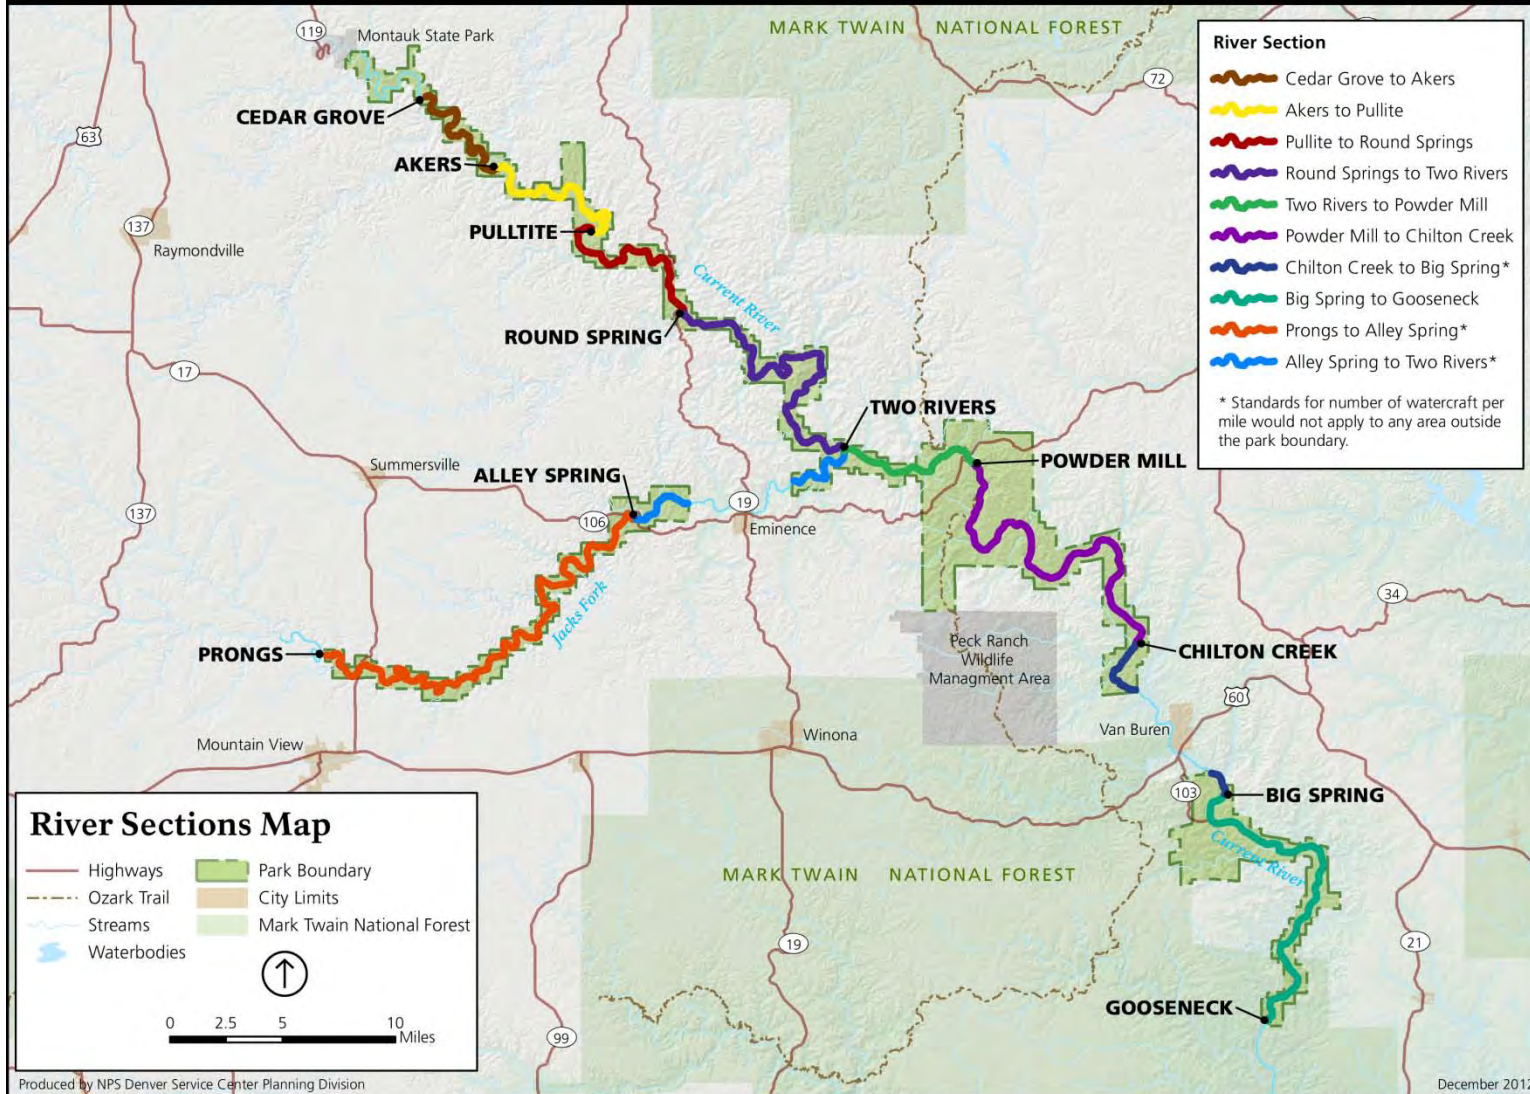 MARK TWAIN NATIONAL FOREST
119
Montauk State Park
72
CEDAR GROVE
63
AKERS
137
Raymondville
PULLTITE
Current River
ROUND SPRING
17
TWO RIVERS
Summersville
ALLEY SPRING
POWDER MILL
137
106
19
Eminence
Jacks Fork
34
PRONGS
Peck Ranch
Wildlife
Managment Area
CHILTON CREEK
60
Mountain View
Winona
Van Buren
103
BIG SPRING
Current River
MARK TWAIN NATIONAL FOREST
19
21
GOOSENECK
99
River Section
Cedar Grove to Akers
Akers to Pullite
Pullite to Round Springs
Round Springs to Two Rivers
Two Rivers to Powder Mill
Powder Mill to Chilton Creek
Chilton Creek to Big Spring*
Big Spring to Gooseneck
Prongs to Alley Spring*
Alley Spring to Two Rivers*
* Standards for number of watercraft per
mile would not apply to any area outside
the park boundary.
River Sections Map
Highways
Park Boundary
Ozark Trail
City Limits
Streams
Mark Twain National Forest
Waterbodies
0 2.5 5 10
Miles
Produced by NPS Denver Service Center Planning Division
December 2012